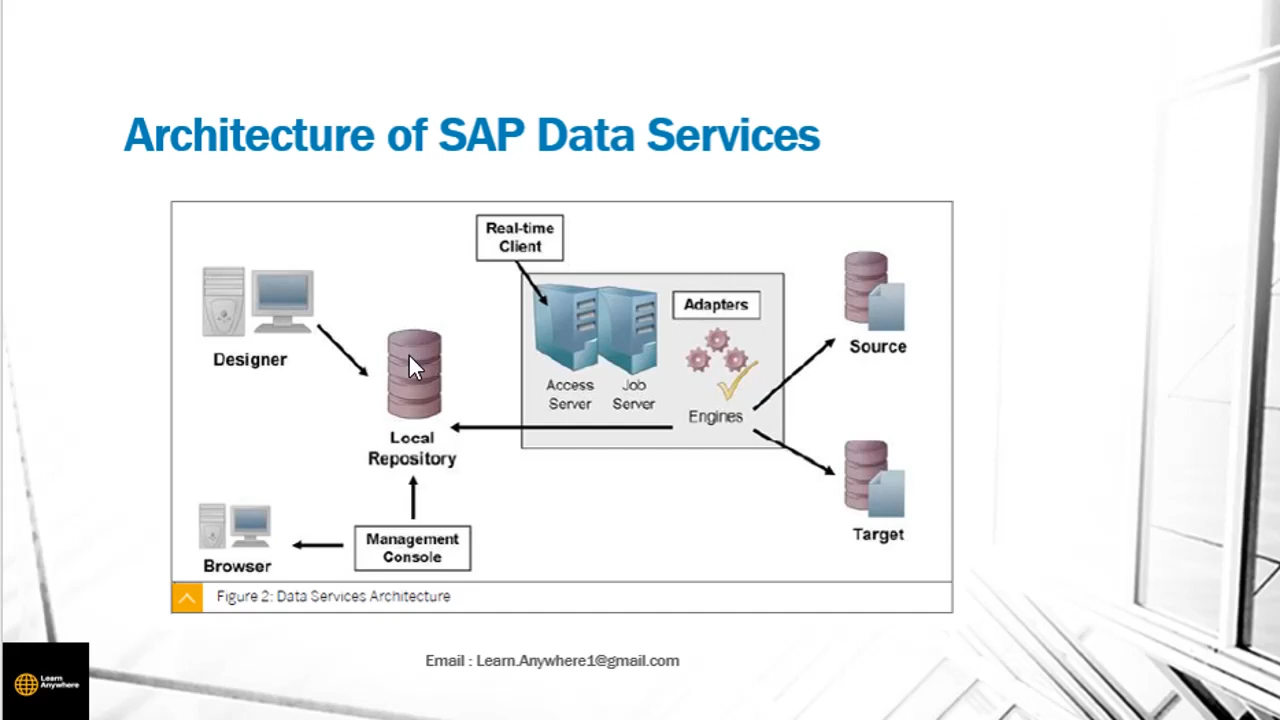 Architecture of SAP Data Services
Real-time
Client
Adapters
Designer
Access
Server
Job
Server
Engines
Source
Local
Repository
Target
Management
Console
Browser
Figure 2: Data Services Architecture
Email : Learn.Anywhere1@gmail.com
Learn
Anywhere